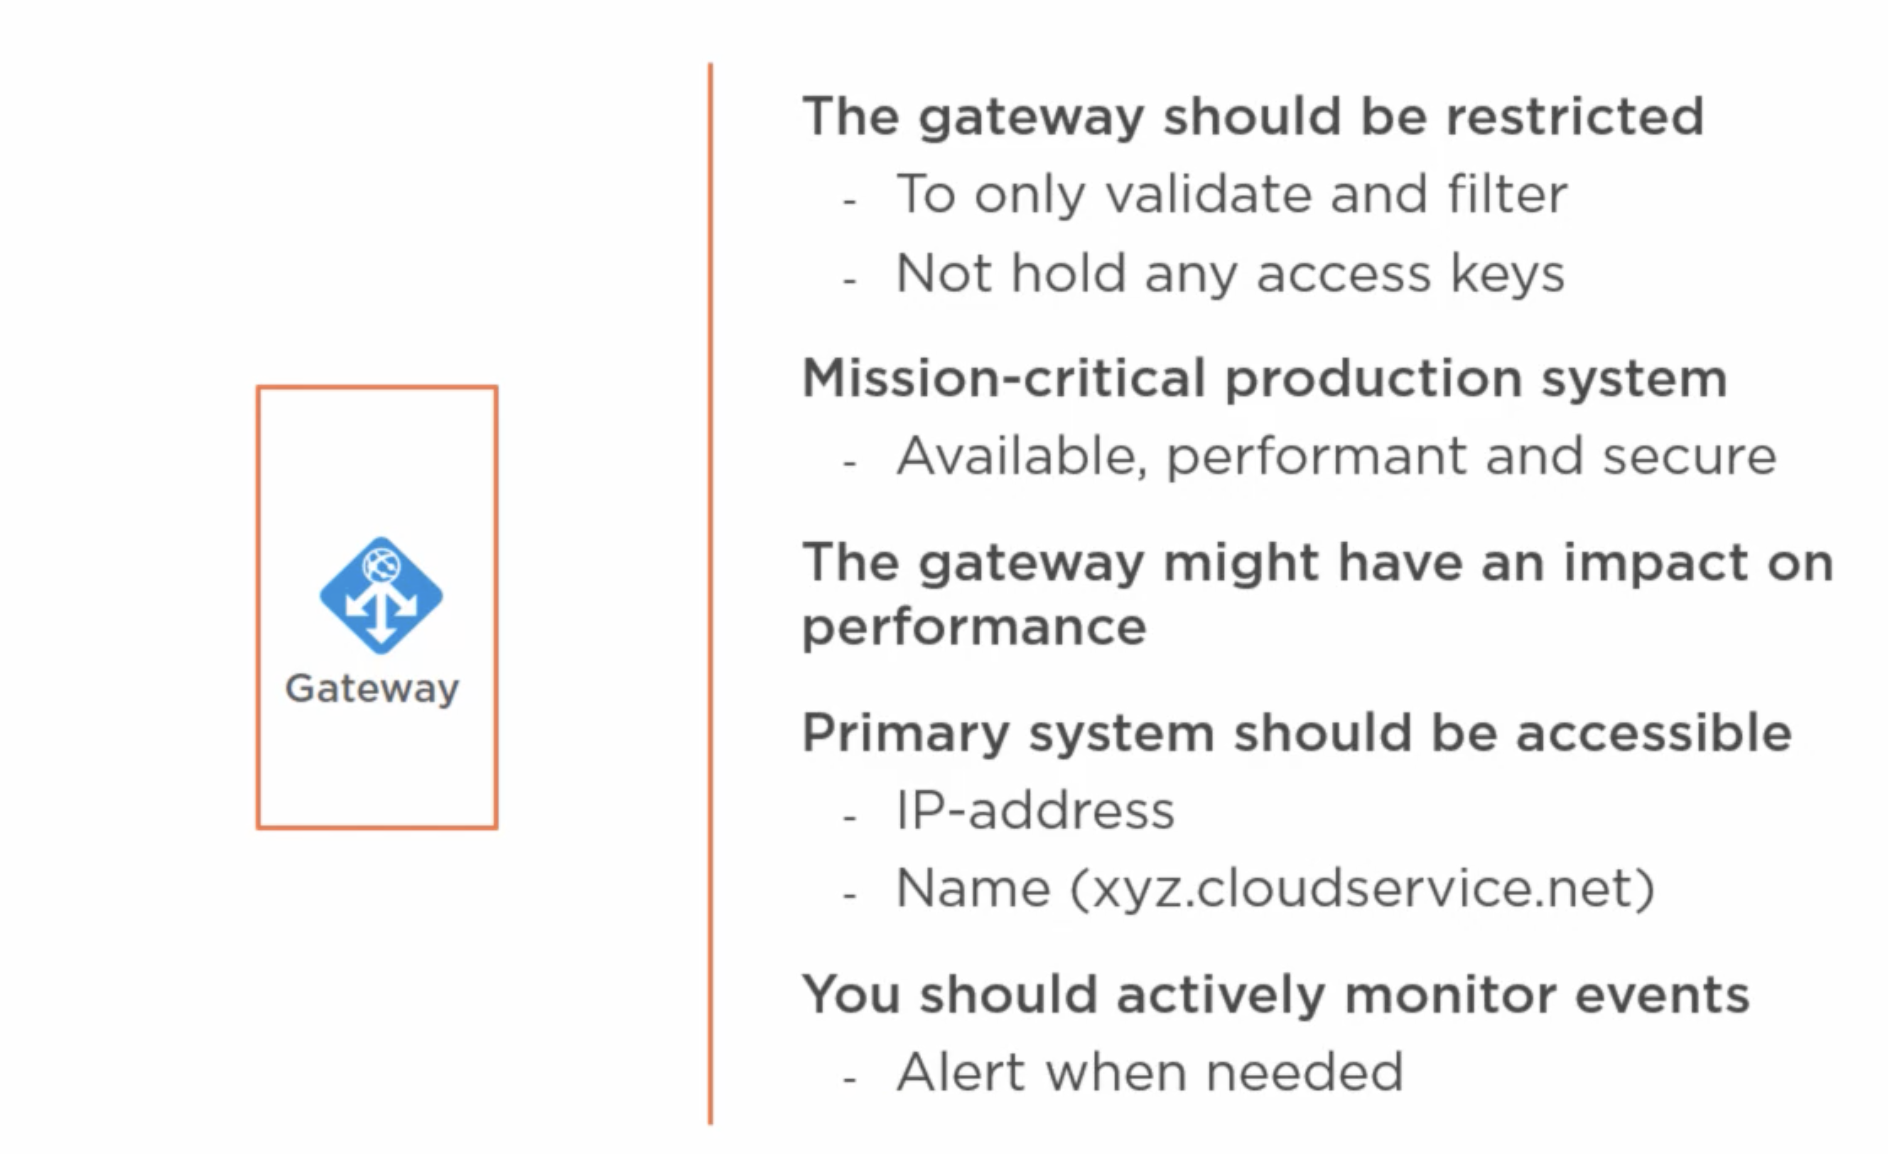 Gateway
The gateway should be restricted
- To only validate and filter
- Not hold any access keys
Mission-critical production system
- Available, performant and secure
The gateway might have an impact on
performance
Primary system should be accessible
- IP-address
- Name (xyz.cloudservice.net)
You should actively monitor events
- Alert when needed